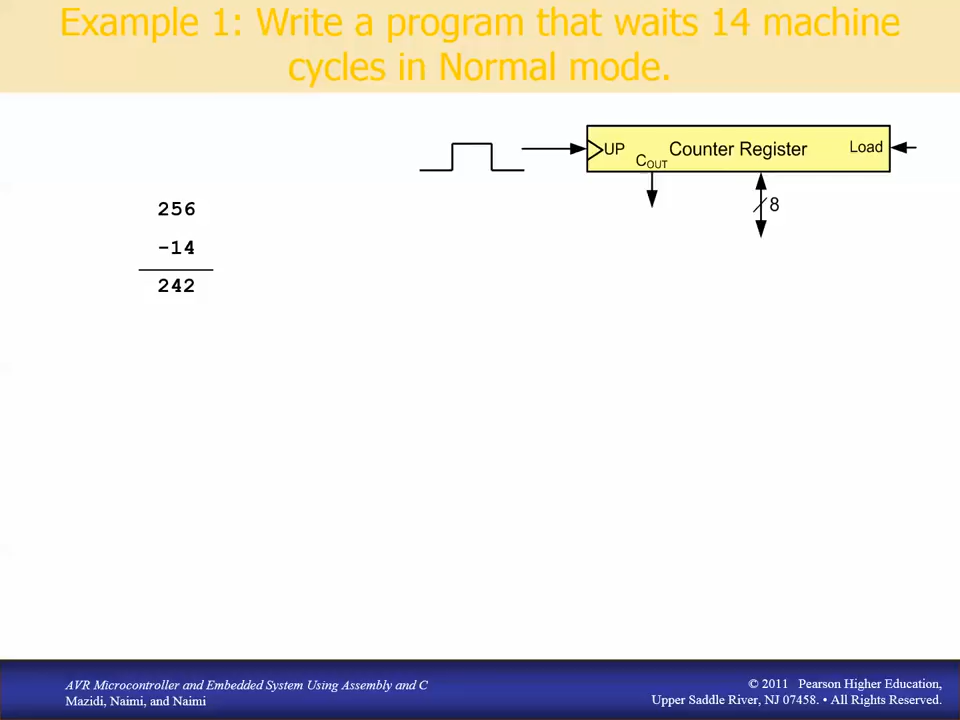 Example 1: Write a program that waits 14 machine
cycles in Normal mode.
UP
COUT
Counter Register
Load
8
256
-14
242
AVR Microcontroller and Embedded System Using Assembly and C
Mazidi, Naimi, and Naimi
© 2011 Pearson Higher Education,
Upper Saddle River, NJ 07458. • All Rights Reserved.